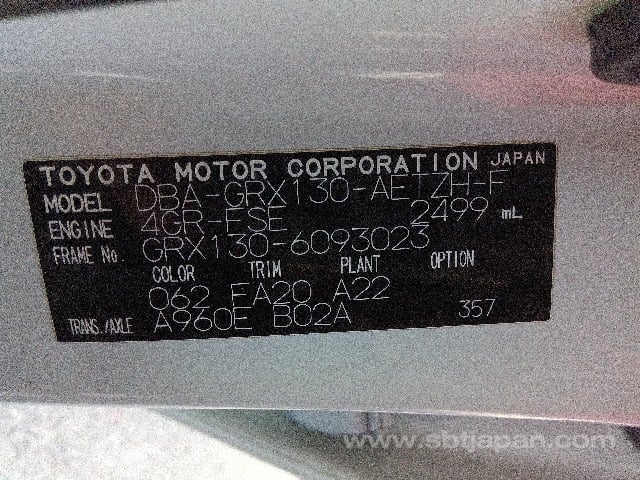 TOYOTA MOTOR CORPORATION JAPAN
MODEL DBA-GRX130-AETZH-F
ENGINE 4GR-FSE 2499 mL
FRAME No. GRX130-6093023
COLOR TRIM PLANT OPTION
062 FA20 A22
TRANS./AXLE A960E B02A 357
www.sbtjapan.com